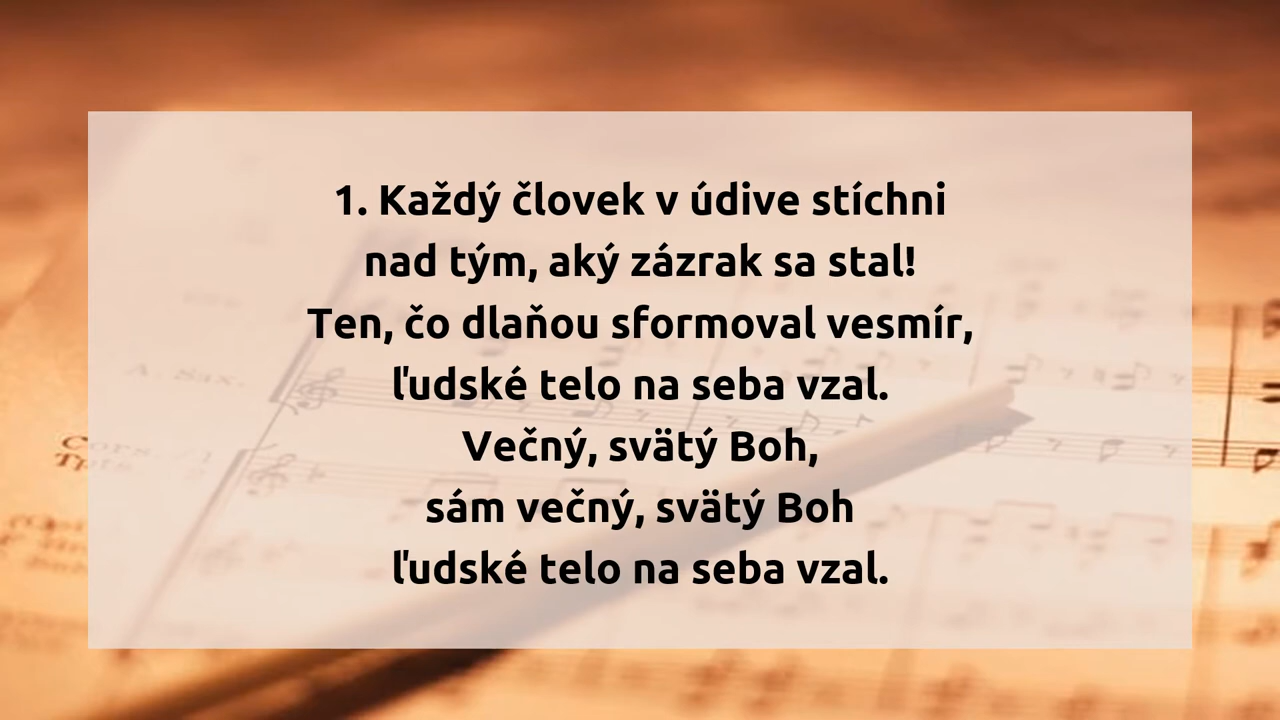 1. Každý človek v údive stíchni
nad tým, aký zázrak sa stal!
Ten, čo dlaňou sformoval vesmír,
ľudské telo na seba vzal.
Večný, svätý Boh,
sám večný, svätý Boh
ľudské telo na seba vzal.
A. Sax.